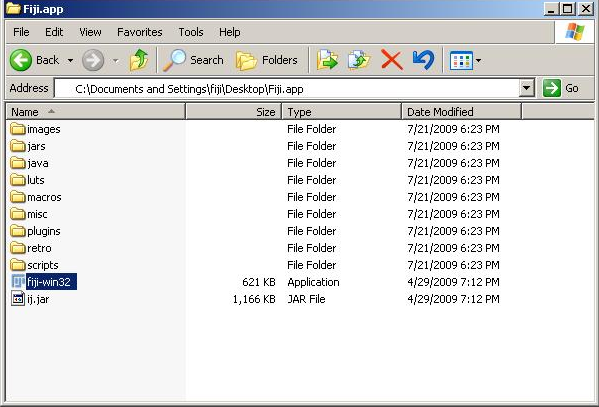 Fiji.app
File Edit View Favorites Tools Help
Back Search Folders
Address C:\Documents and Settings\fiji\Desktop\Fiji.app Go
Name Size Type Date Modified
images File Folder 7/21/2009 6:23 PM
jars File Folder 7/21/2009 6:23 PM
java File Folder 7/21/2009 6:23 PM
luts File Folder 7/21/2009 6:23 PM
macros File Folder 7/21/2009 6:23 PM
misc File Folder 7/21/2009 6:23 PM
plugins File Folder 7/21/2009 6:23 PM
retro File Folder 7/21/2009 6:23 PM
scripts File Folder 7/21/2009 6:23 PM
fiji-win32 621 KB Application 4/29/2009 7:12 PM
ij.jar 1,166 KB JAR File 4/29/2009 7:12 PM